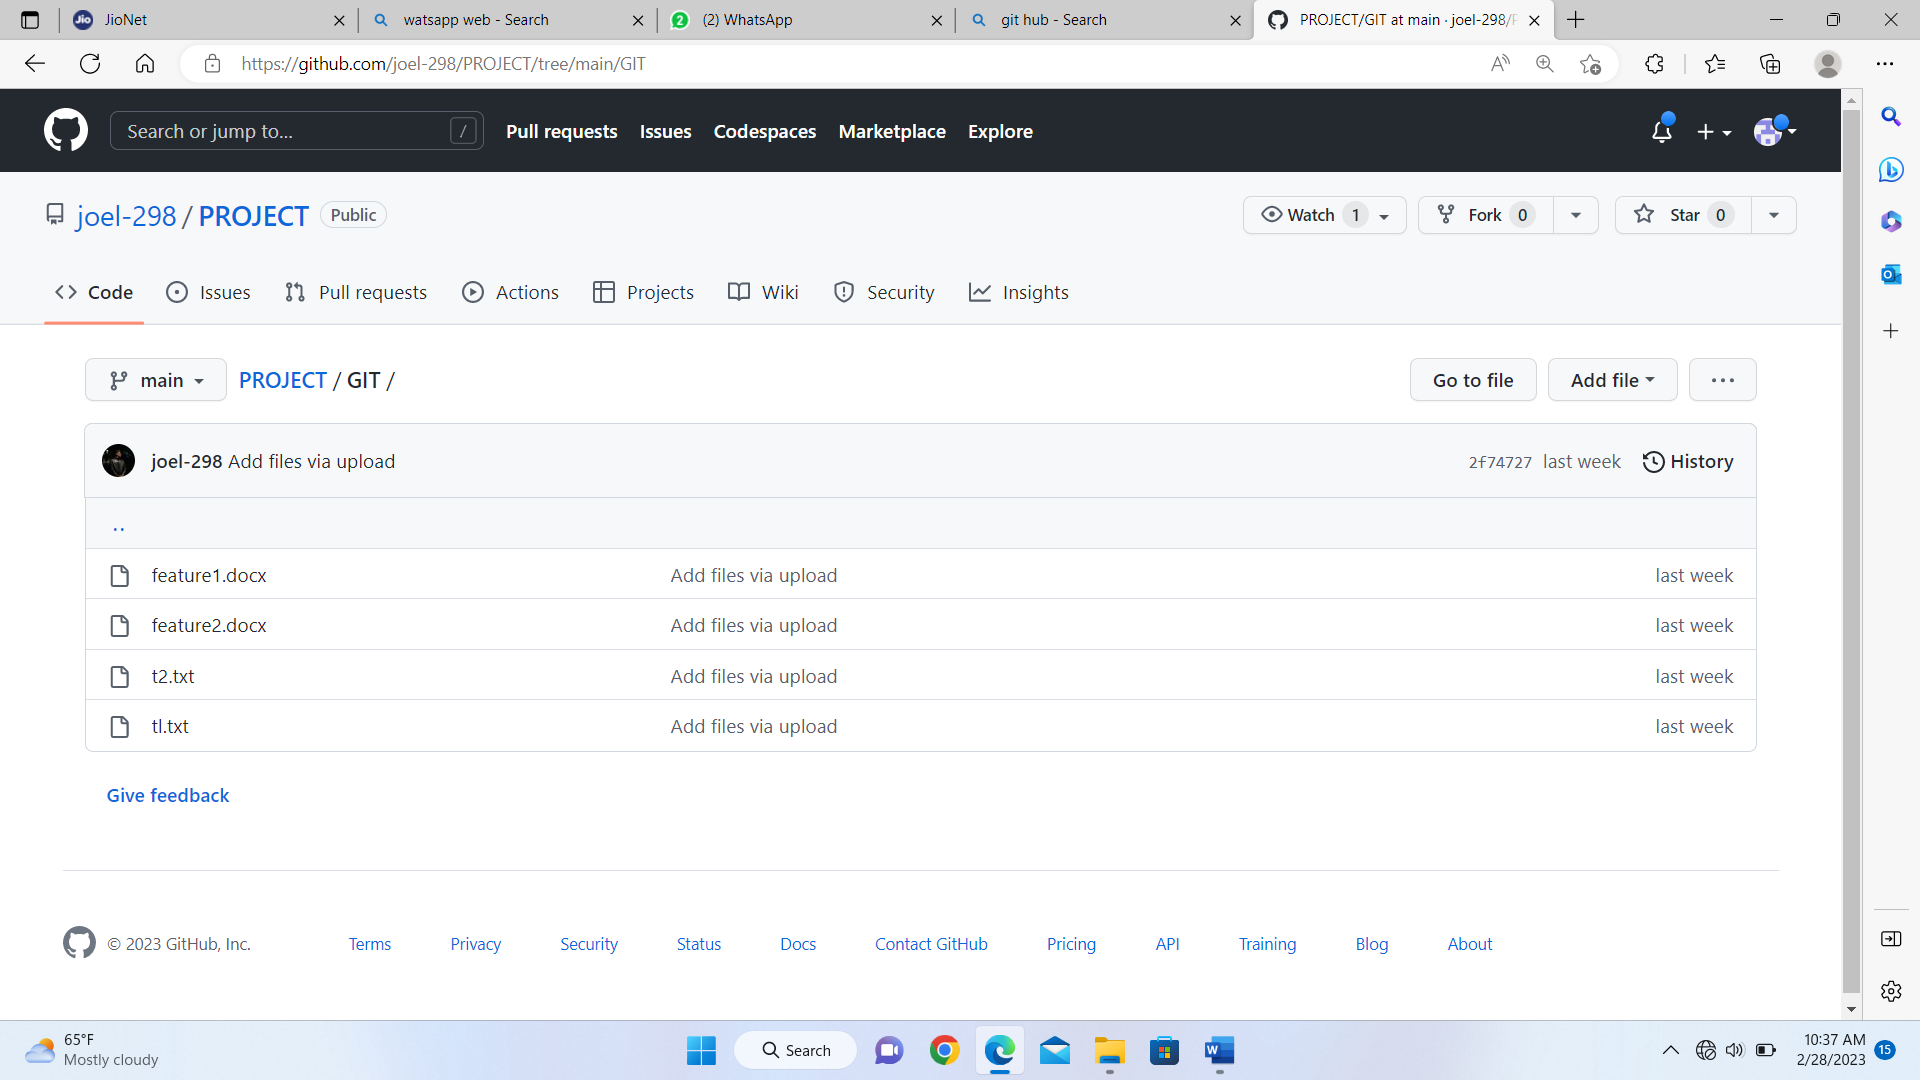 JioNet
watsapp web - Search
(2) WhatsApp
git hub - Search
PROJECT/GIT at main · joel-298/P
https://github.com/joel-298/PROJECT/tree/main/GIT
Search or jump to... /
Pull requests Issues Codespaces Marketplace Explore
joel-298 / PROJECT Public
Watch 1 Fork 0 Star 0
Code Issues Pull requests Actions Projects Wiki Security Insights
main PROJECT / GIT /
Go to file Add file ...
joel-298 Add files via upload 2f74727 last week History
..
feature1.docx Add files via upload last week
feature2.docx Add files via upload last week
t2.txt Add files via upload last week
tl.txt Add files via upload last week
Give feedback
© 2023 GitHub, Inc. Terms Privacy Security Status Docs Contact GitHub Pricing API Training Blog About
65°F
Mostly cloudy
Search
10:37 AM
2/28/2023
15